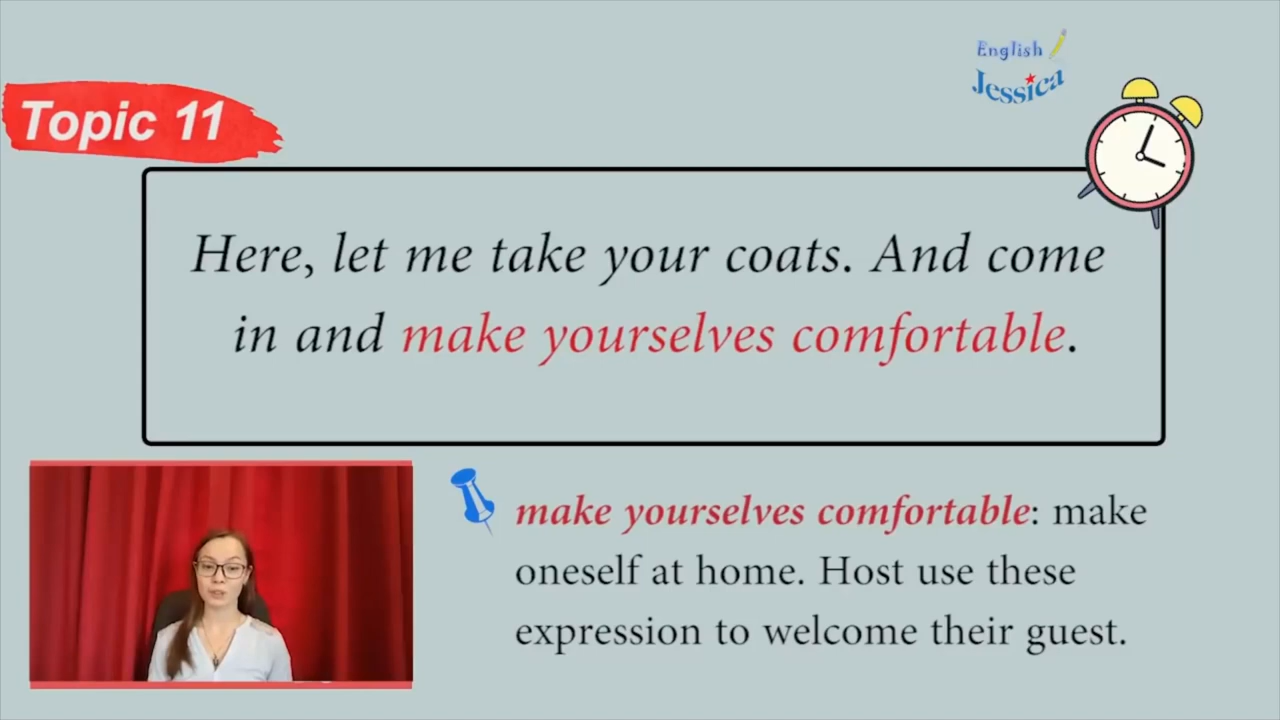 English
Jessica
Topic 11
Here, let me take your coats. And come
in and make yourselves comfortable.
make yourselves comfortable: make
oneself at home. Host use these
expression to welcome their guest.